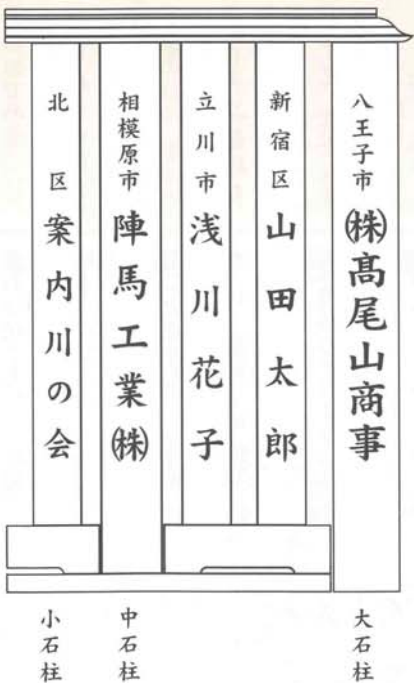 八王子市 ㈱髙尾山商事
新宿区 山田太郎
立川市 浅川花子
相模原市 陣馬工業㈱
北区 案内川の会
大石柱
中石柱
小石柱